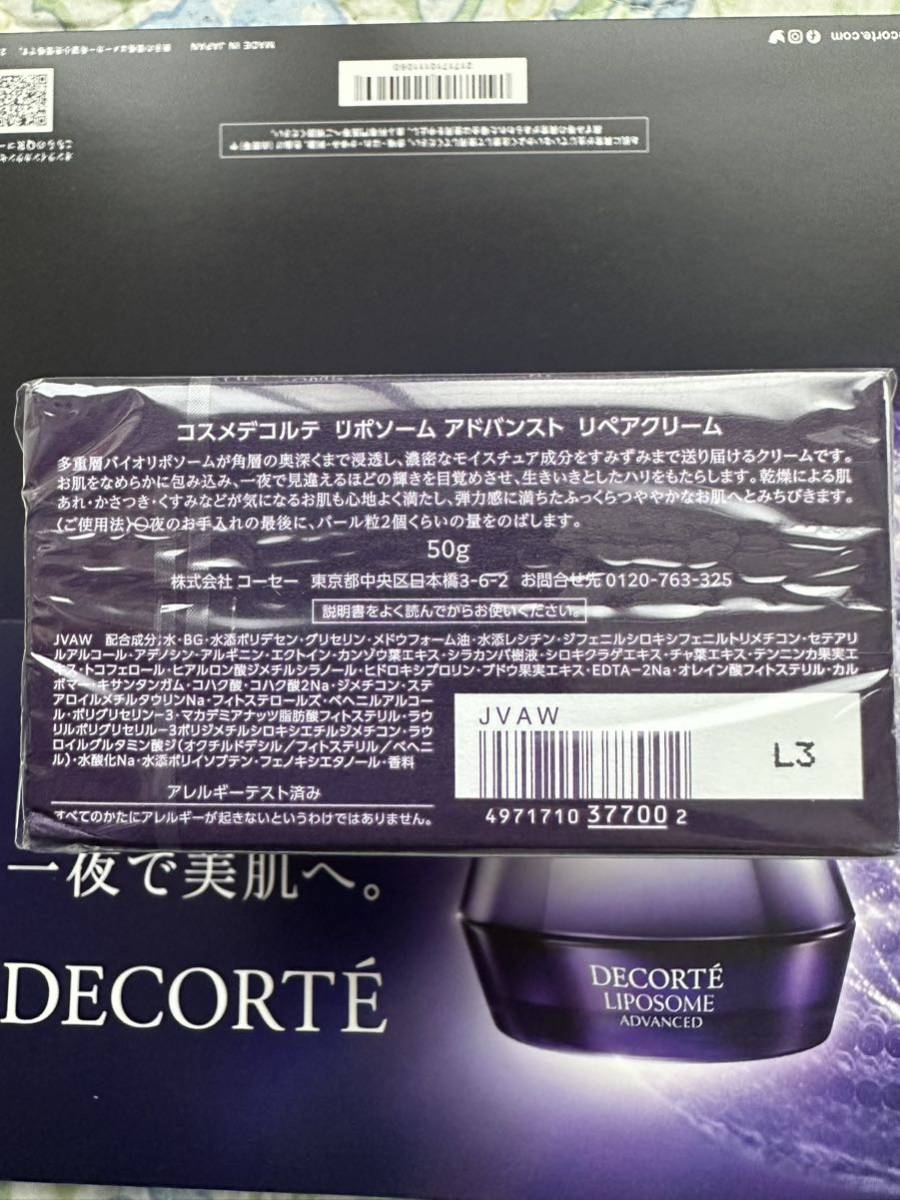 corte.com
MADE IN JAPAN
2171710111060
コスメデコルテ リポソーム アドバンスト リペアクリーム
多重層バイオリポソームが角層の奥深くまで浸透し、濃密なモイスチュア成分をすみずみまで送り届けるクリームです。
お肌をなめらかに包み込み、一夜で見違えるほどの輝きを目覚めさせ、生きいきとしたハリをもたらします。乾燥による肌
あれ・かさつき・くすみなどが気になるお肌も心地よく満たし、弾力感に満ちたふっくらつややかなお肌へとみちびきます。
〈ご使用法〉○夜のお手入れの最後に、パール粒2個くらいの量をのばします。
50g
株式会社 コーセー 東京都中央区日本橋3-6-2 お問合せ先 0120-763-325
説明書をよく読んでからお使いください。
JVAW 配合成分;水・BG・水添ポリデセン・グリセリン・メドウフォーム油・水添レシチン・ジフェニルシロキシフェニルトリメチコン・セテアリ
ルアルコール・アデノシン・アルギニン・エクトイン・カンゾウ葉エキス・シラカンバ樹液・シロキクラゲエキス・チャ葉エキス・テンニンカ果実エ
キス・トコフェロール・ヒアルロン酸ジメチルシラノール・ヒドロキシプロリン・ブドウ果実エキス・EDTA-2Na・オレイン酸フィトステリル・カル
ボマー・キサンタンガム・コハク酸・コハク酸2Na・ジメチコン・ステ
アロイルメチルタウリンNa・フィトステロールズ・ベヘニルアルコー
ル・ポリグリセリン-3・マカデミアナッツ脂肪酸フィトステリル・ラウ
リルポリグリセリル-3ポリジメチルシロキシエチルジメチコン・ラウ
ロイルグルタミン酸ジ(オクチルドデシル/フィトステリル/ベヘニ
ル)・水酸化Na・水添ポリイソブテン・フェノキシエタノール・香料
アレルギーテスト済み
すべてのかたにアレルギーが起きないというわけではありません。
JVAW
L3
4971710 37700 2
一夜で美肌へ。
DECORTÉ
DECORTÉ
LIPOSOME
ADVANCED